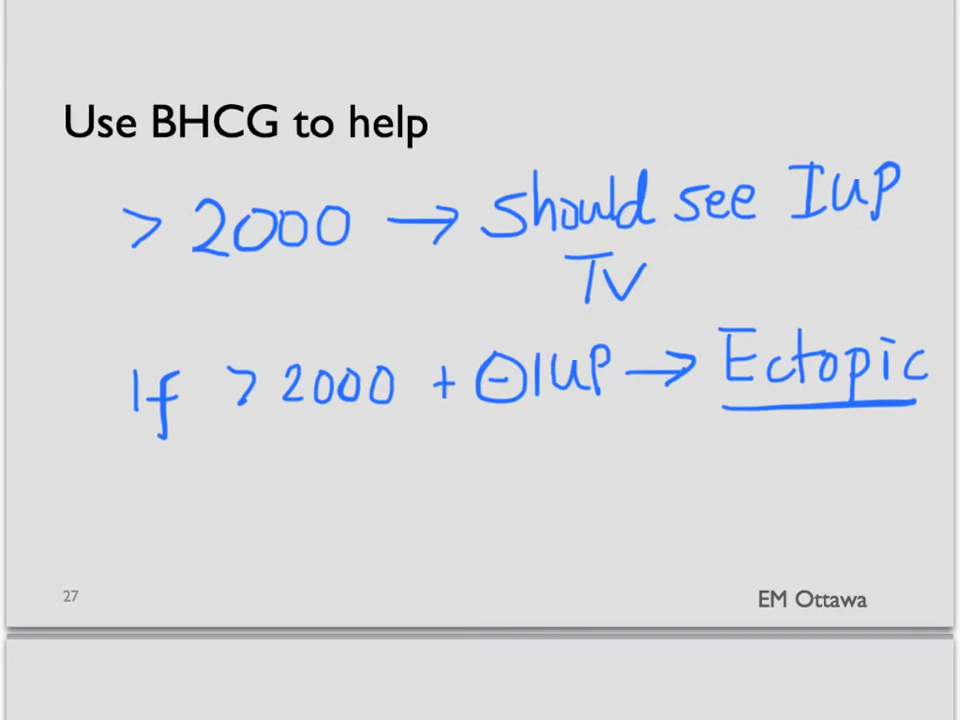 Use BHCG to help
> 2000 → Should see IUP
TV
If > 2000 + ⊖ IUP → Ectopic
27
EM Ottawa